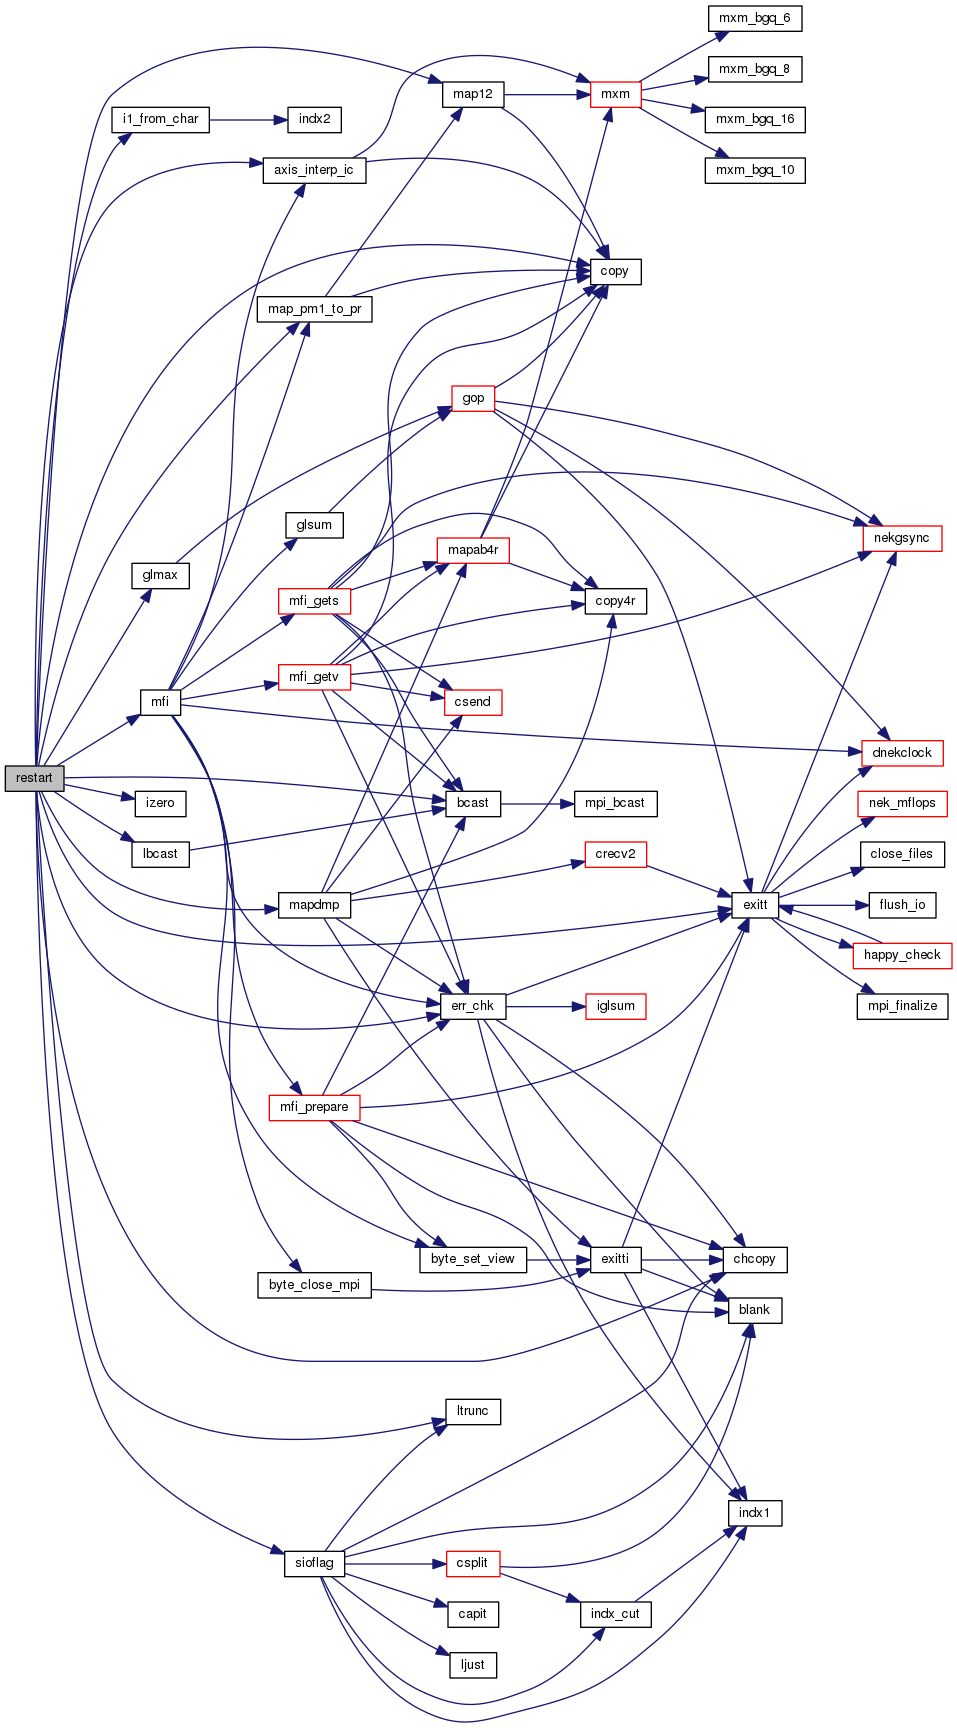 mxm_bgq_6
mxm_bgq_8
map12
mxm
i1_from_char
indx2
mxm_bgq_16
axis_interp_ic
mxm_bgq_10
copy
map_pm1_to_pr
gop
glsum
nekgsync
mapab4r
glmax
mfi_gets
copy4r
mfi_getv
mfi
csend
dnekclock
restart
izero
bcast
mpi_bcast
nek_mflops
lbcast
crecv2
close_files
mapdmp
exitt
flush_io
happy_check
err_chk
iglsum
mpi_finalize
mfi_prepare
byte_set_view
exitti
chcopy
byte_close_mpi
blank
ltrunc
indx1
sioflag
csplit
capit
indx_cut
ljust